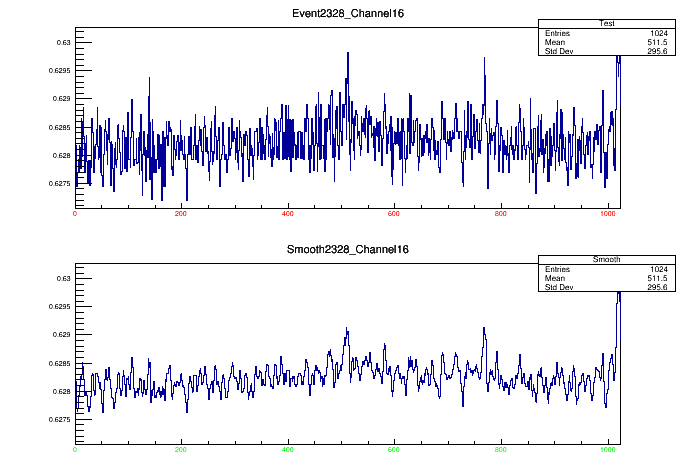 Event2328_Channel16
Test
Entries 1024
Mean 511.5
Std Dev 295.6
0.63
0.6295
0.629
0.6285
0.628
0.6275
0 200 400 600 800 1000
Smooth2328_Channel16
Smooth
Entries 1024
Mean 511.5
Std Dev 295.6
0.63
0.6295
0.629
0.6285
0.628
0.6275
0 200 400 600 800 1000